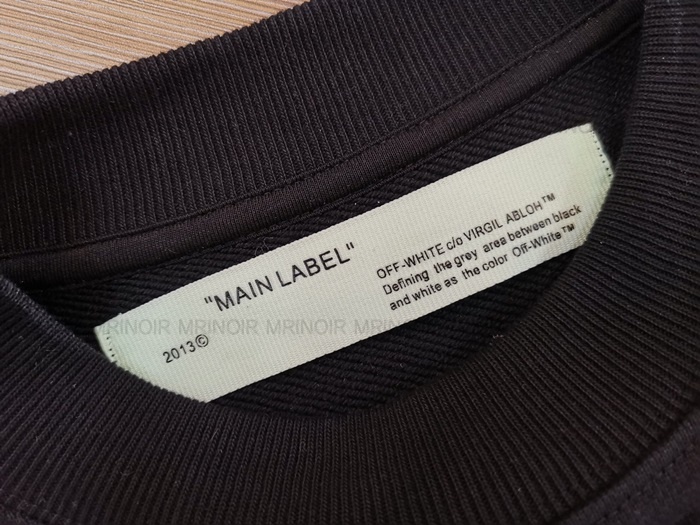 "MAIN LABEL"
2013©
OFF-WHITE c/o VIRGIL ABLOH™
Defining the grey area between black
and white as the color Off-White™
RINOIR MRINOIR MRINOIR MRINOIR